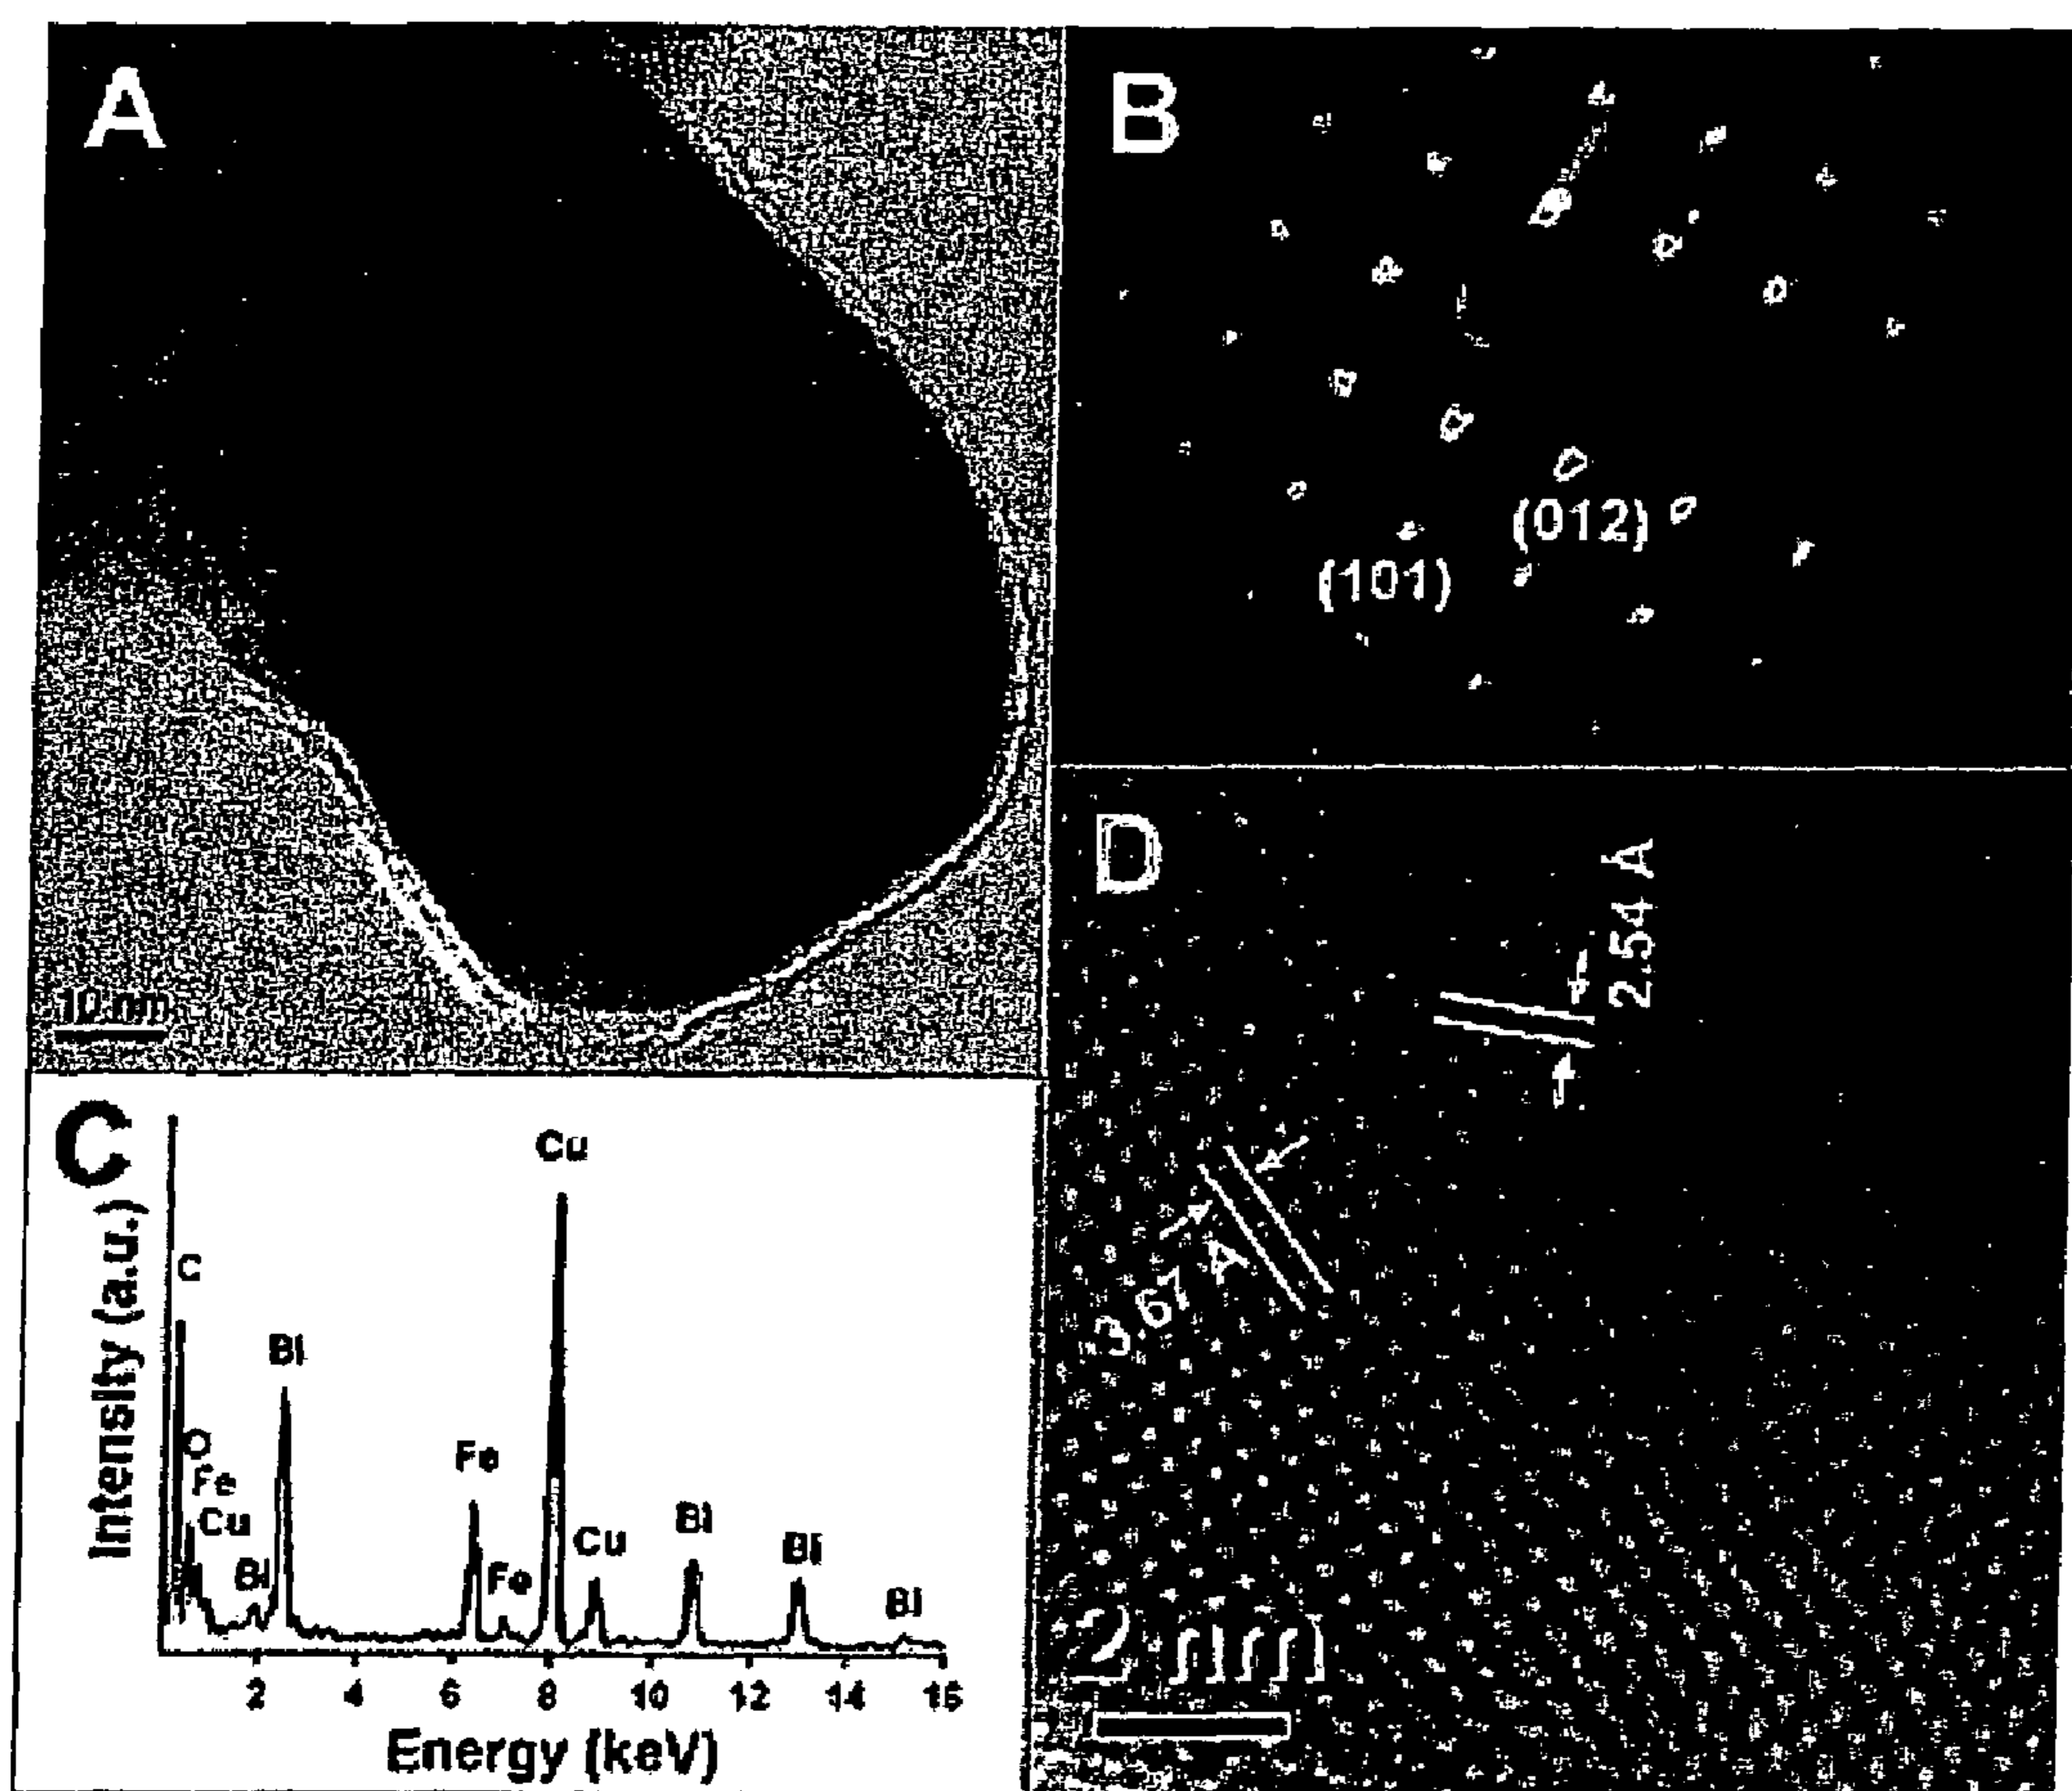 A
10 nm
B
(012)
(101)
C
Intensity (a.u.)
C
O
Fe
Cu
Bi
Bi
Fe
Fe
Cu
Cu
Bi
Bi
Bi
2 4 6 8 10 12 14 16
Energy (keV)
D
2.54 Å
3.67 Å
2 nm